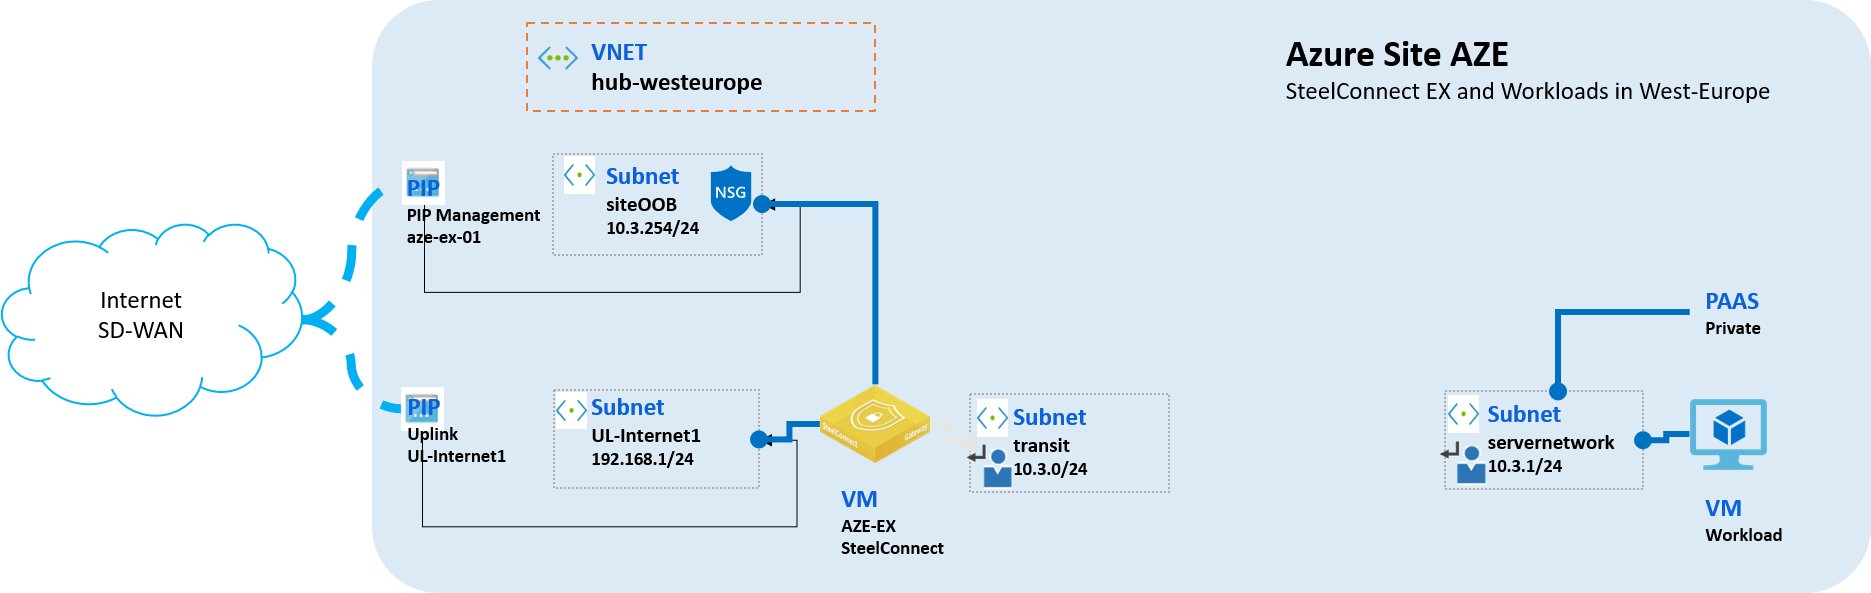 VNET
hub-westeurope
Azure Site AZE
SteelConnect EX and Workloads in West-Europe
PIP
PIP Management
aze-ex-01
Subnet
siteOOB
10.3.254/24
NSG
Internet
SD-WAN
PIP
Uplink
UL-Internet1
Subnet
UL-Internet1
192.168.1/24
SteelConnect
Gateway
VM
AZE-EX
SteelConnect
Subnet
transit
10.3.0/24
PAAS
Private
Subnet
servernetwork
10.3.1/24
VM
Workload